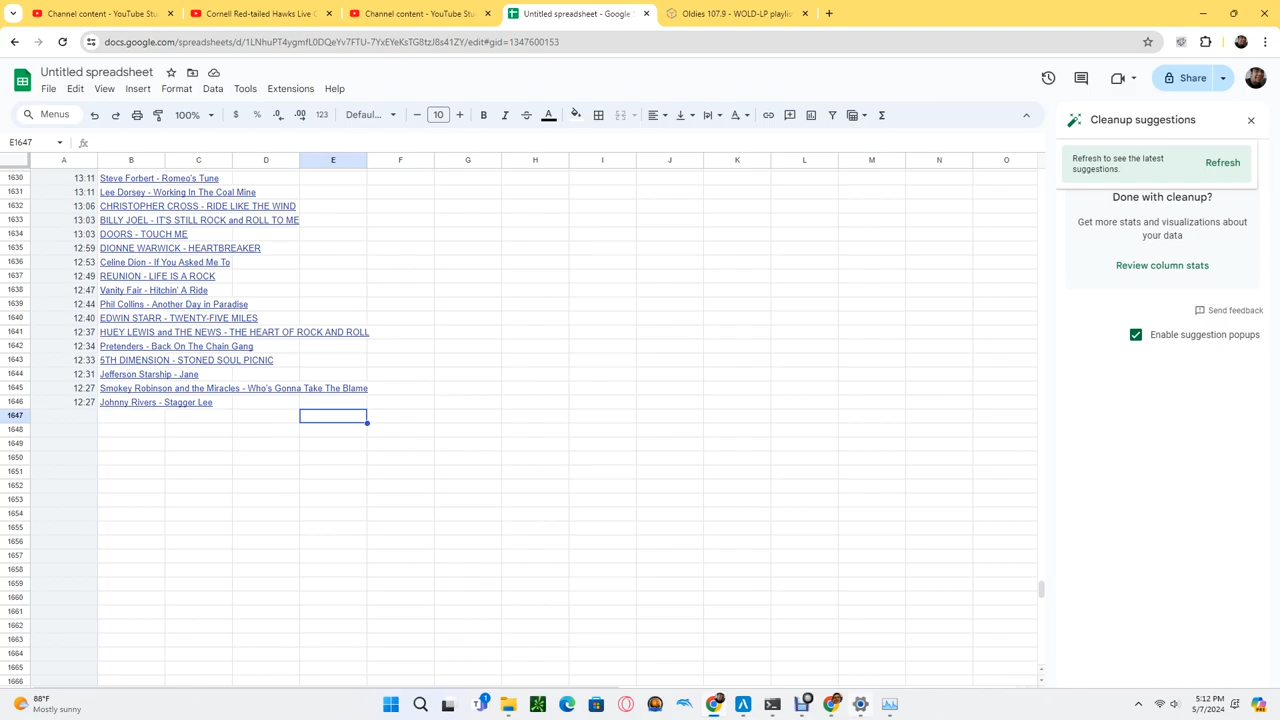 Channel content - YouTube Stu
Cornell Red-tailed Hawks Live C
Channel content - YouTube Stu
Untitled spreadsheet - Google
Oldies 107.9 - WOLD-LP playlis
docs.google.com/spreadsheets/d/1LNhuPT4ygmfL0DQeYv7FTU-7YxEYeKsTG8tzJ8s41ZY/edit#gid=1347600153
Untitled spreadsheet
File Edit View Insert Format Data Tools Extensions Help
Share
Menus 100% $ % .0 .00 123 Defaul... 10 B I A
E1647
A B C D E F G H I J K L M N O
1630 13:11 Steve Forbert - Romeo's Tune
1631 13:11 Lee Dorsey - Working In The Coal Mine
1632 13:06 CHRISTOPHER CROSS - RIDE LIKE THE WIND
1633 13:03 BILLY JOEL - IT'S STILL ROCK and ROLL TO ME
1634 13:03 DOORS - TOUCH ME
1635 12:59 DIONNE WARWICK - HEARTBREAKER
1636 12:53 Celine Dion - If You Asked Me To
1637 12:49 REUNION - LIFE IS A ROCK
1638 12:47 Vanity Fair - Hitchin' A Ride
1639 12:44 Phil Collins - Another Day in Paradise
1640 12:40 EDWIN STARR - TWENTY-FIVE MILES
1641 12:37 HUEY LEWIS and THE NEWS - THE HEART OF ROCK AND ROLL
1642 12:34 Pretenders - Back On The Chain Gang
1643 12:33 5TH DIMENSION - STONED SOUL PICNIC
1644 12:31 Jefferson Starship - Jane
1645 12:27 Smokey Robinson and the Miracles - Who's Gonna Take The Blame
1646 12:27 Johnny Rivers - Stagger Lee
1647
1648
1649
1650
1651
1652
1653
1654
1655
1656
1657
1658
1659
1660
1661
1662
1663
1664
1665
1666
Cleanup suggestions
Refresh to see the latest
suggestions.
Refresh
Done with cleanup?
Get more stats and visualizations about
your data
Review column stats
Send feedback
Enable suggestion popups
88°F
Mostly sunny
1
5:12 PM
5/7/2024